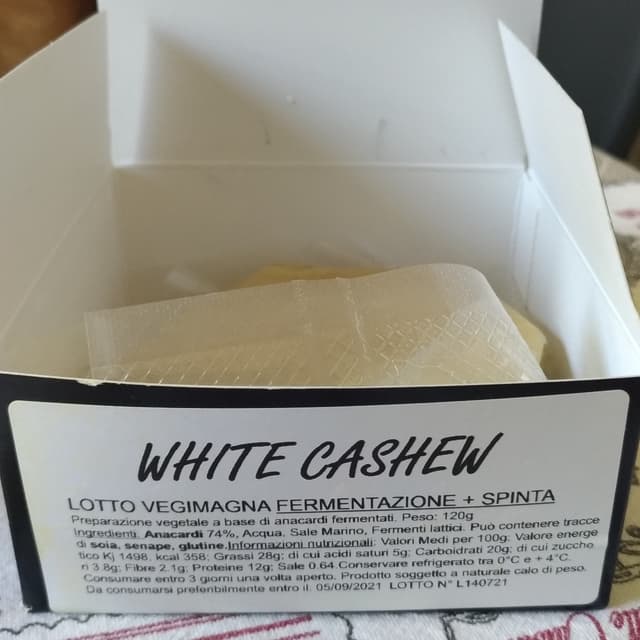 WHITE CASHEW
LOTTO VEGIMAGNA FERMENTAZIONE + SPINTA
Preparazione vegetale a base di anacardi fermentati. Peso: 120g
Ingredienti: Anacardi 74%, Acqua, Sale Marino, Fermenti lattici. Può contenere tracce
di soia, senape, glutine.Informazioni nutrizionali: Valori Medi per 100g: Valore energe
tico Kj 1498, kcal 358; Grassi 28g; di cui acidi saturi 5g; Carboidrati 20g; di cui zucche
ri 3.8g; Fibre 2.1g; Proteine 12g; Sale 0.64.Conservare refrigerato tra 0°C e + 4°C.
Consumare entro 3 giorni una volta aperto. Prodotto soggetto a naturale calo di peso.
Da consumarsi preferibilmente entro il: 05/09/2021 LOTTO N° L140721